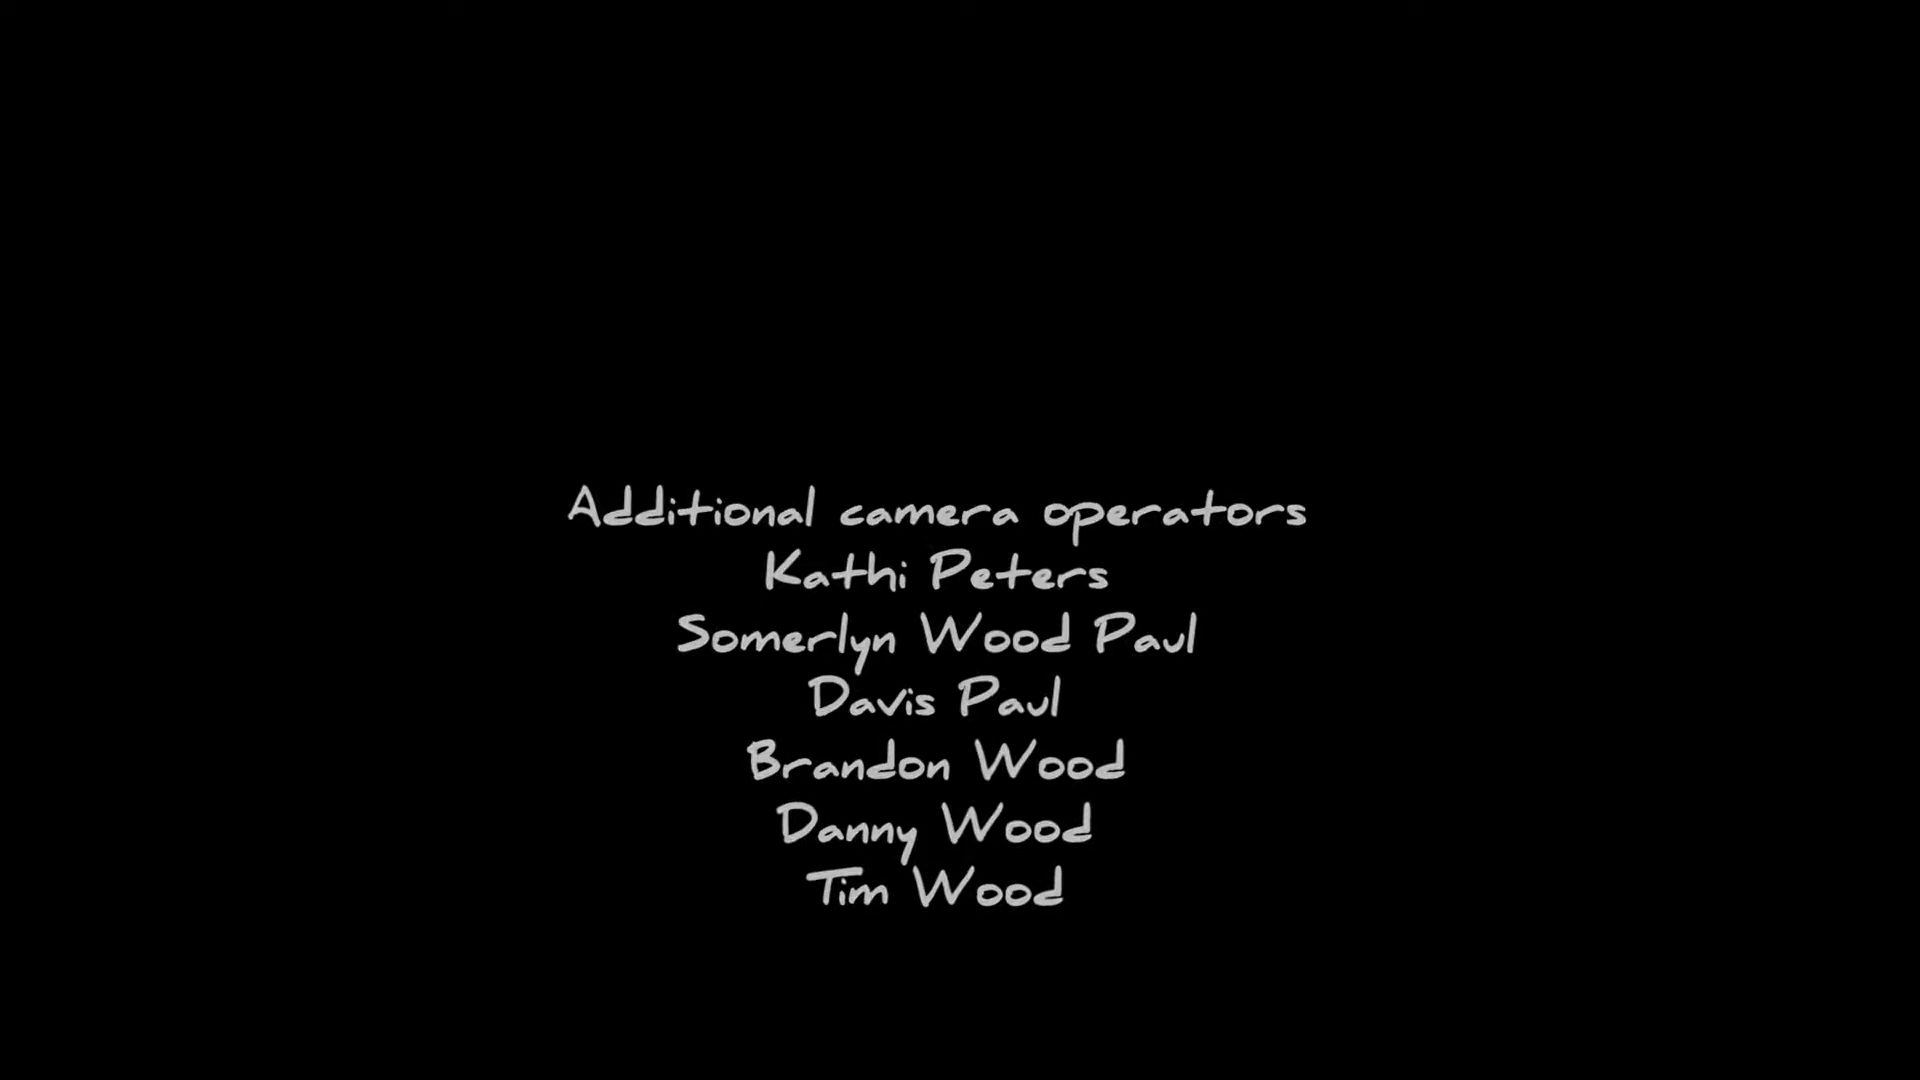 Additional camera operators
Kathi Peters
Somerlyn Wood Paul
Davis Paul
Brandon Wood
Danny Wood
Tim Wood